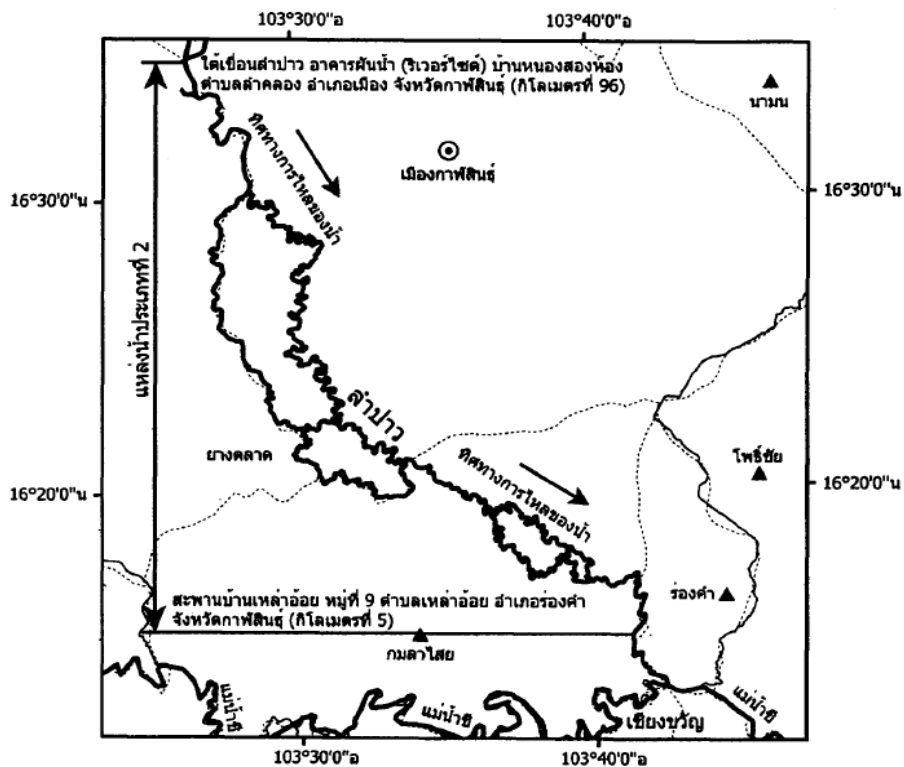 103°30'0"อ
103°40'0"อ
ใต้เขื่อนลำปาว อาคารผันน้ำ (ริเวอร์ไซด์) บ้านหนองสองห้อง
ตำบลลำคลอง อำเภอเมือง จังหวัดกาฬสินธุ์ (กิโลเมตรที่ 96)
นามน
ทิศทางการไหลของน้ำ
เมืองกาฬสินธุ์
16°30'0"น
16°30'0"น
แหล่งน้ำประเภทที่ 2
ลำปาว
ยางตลาด
ทิศทางการไหลของน้ำ
โพธิ์ชัย
16°20'0"น
16°20'0"น
สะพานบ้านเหล่าอ้อย หมู่ที่ 9 ตำบลเหล่าอ้อย อำเภอร่องคำ
จังหวัดกาฬสินธุ์ (กิโลเมตรที่ 5)
ร่องคำ
กมลาไสย
แม่น้ำชี
แม่น้ำชี
แม่น้ำชี
เชียงขวัญ
103°30'0"อ
103°40'0"อ